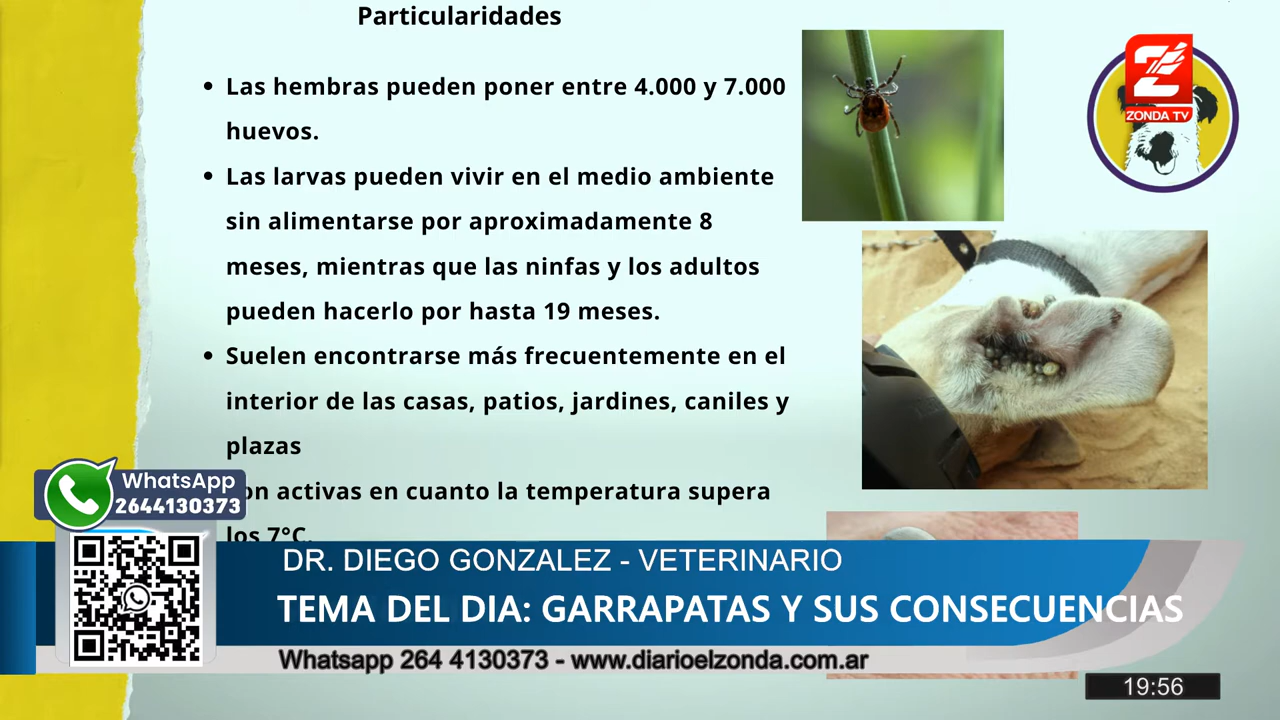 Particularidades
Las hembras pueden poner entre 4.000 y 7.000
huevos.
Las larvas pueden vivir en el medio ambiente
sin alimentarse por aproximadamente 8
meses, mientras que las ninfas y los adultos
pueden hacerlo por hasta 19 meses.
Suelen encontrarse más frecuentemente en el
interior de las casas, patios, jardines, caniles y
plazas
activas en cuanto la temperatura supera
los 7°C.
ZONDA TV
WhatsApp
2644130373
DR. DIEGO GONZALEZ - VETERINARIO
TEMA DEL DIA: GARRAPATAS Y SUS CONSECUENCIAS
Whatsapp 264 4130373 - www.diarioelzonda.com.ar
19:56